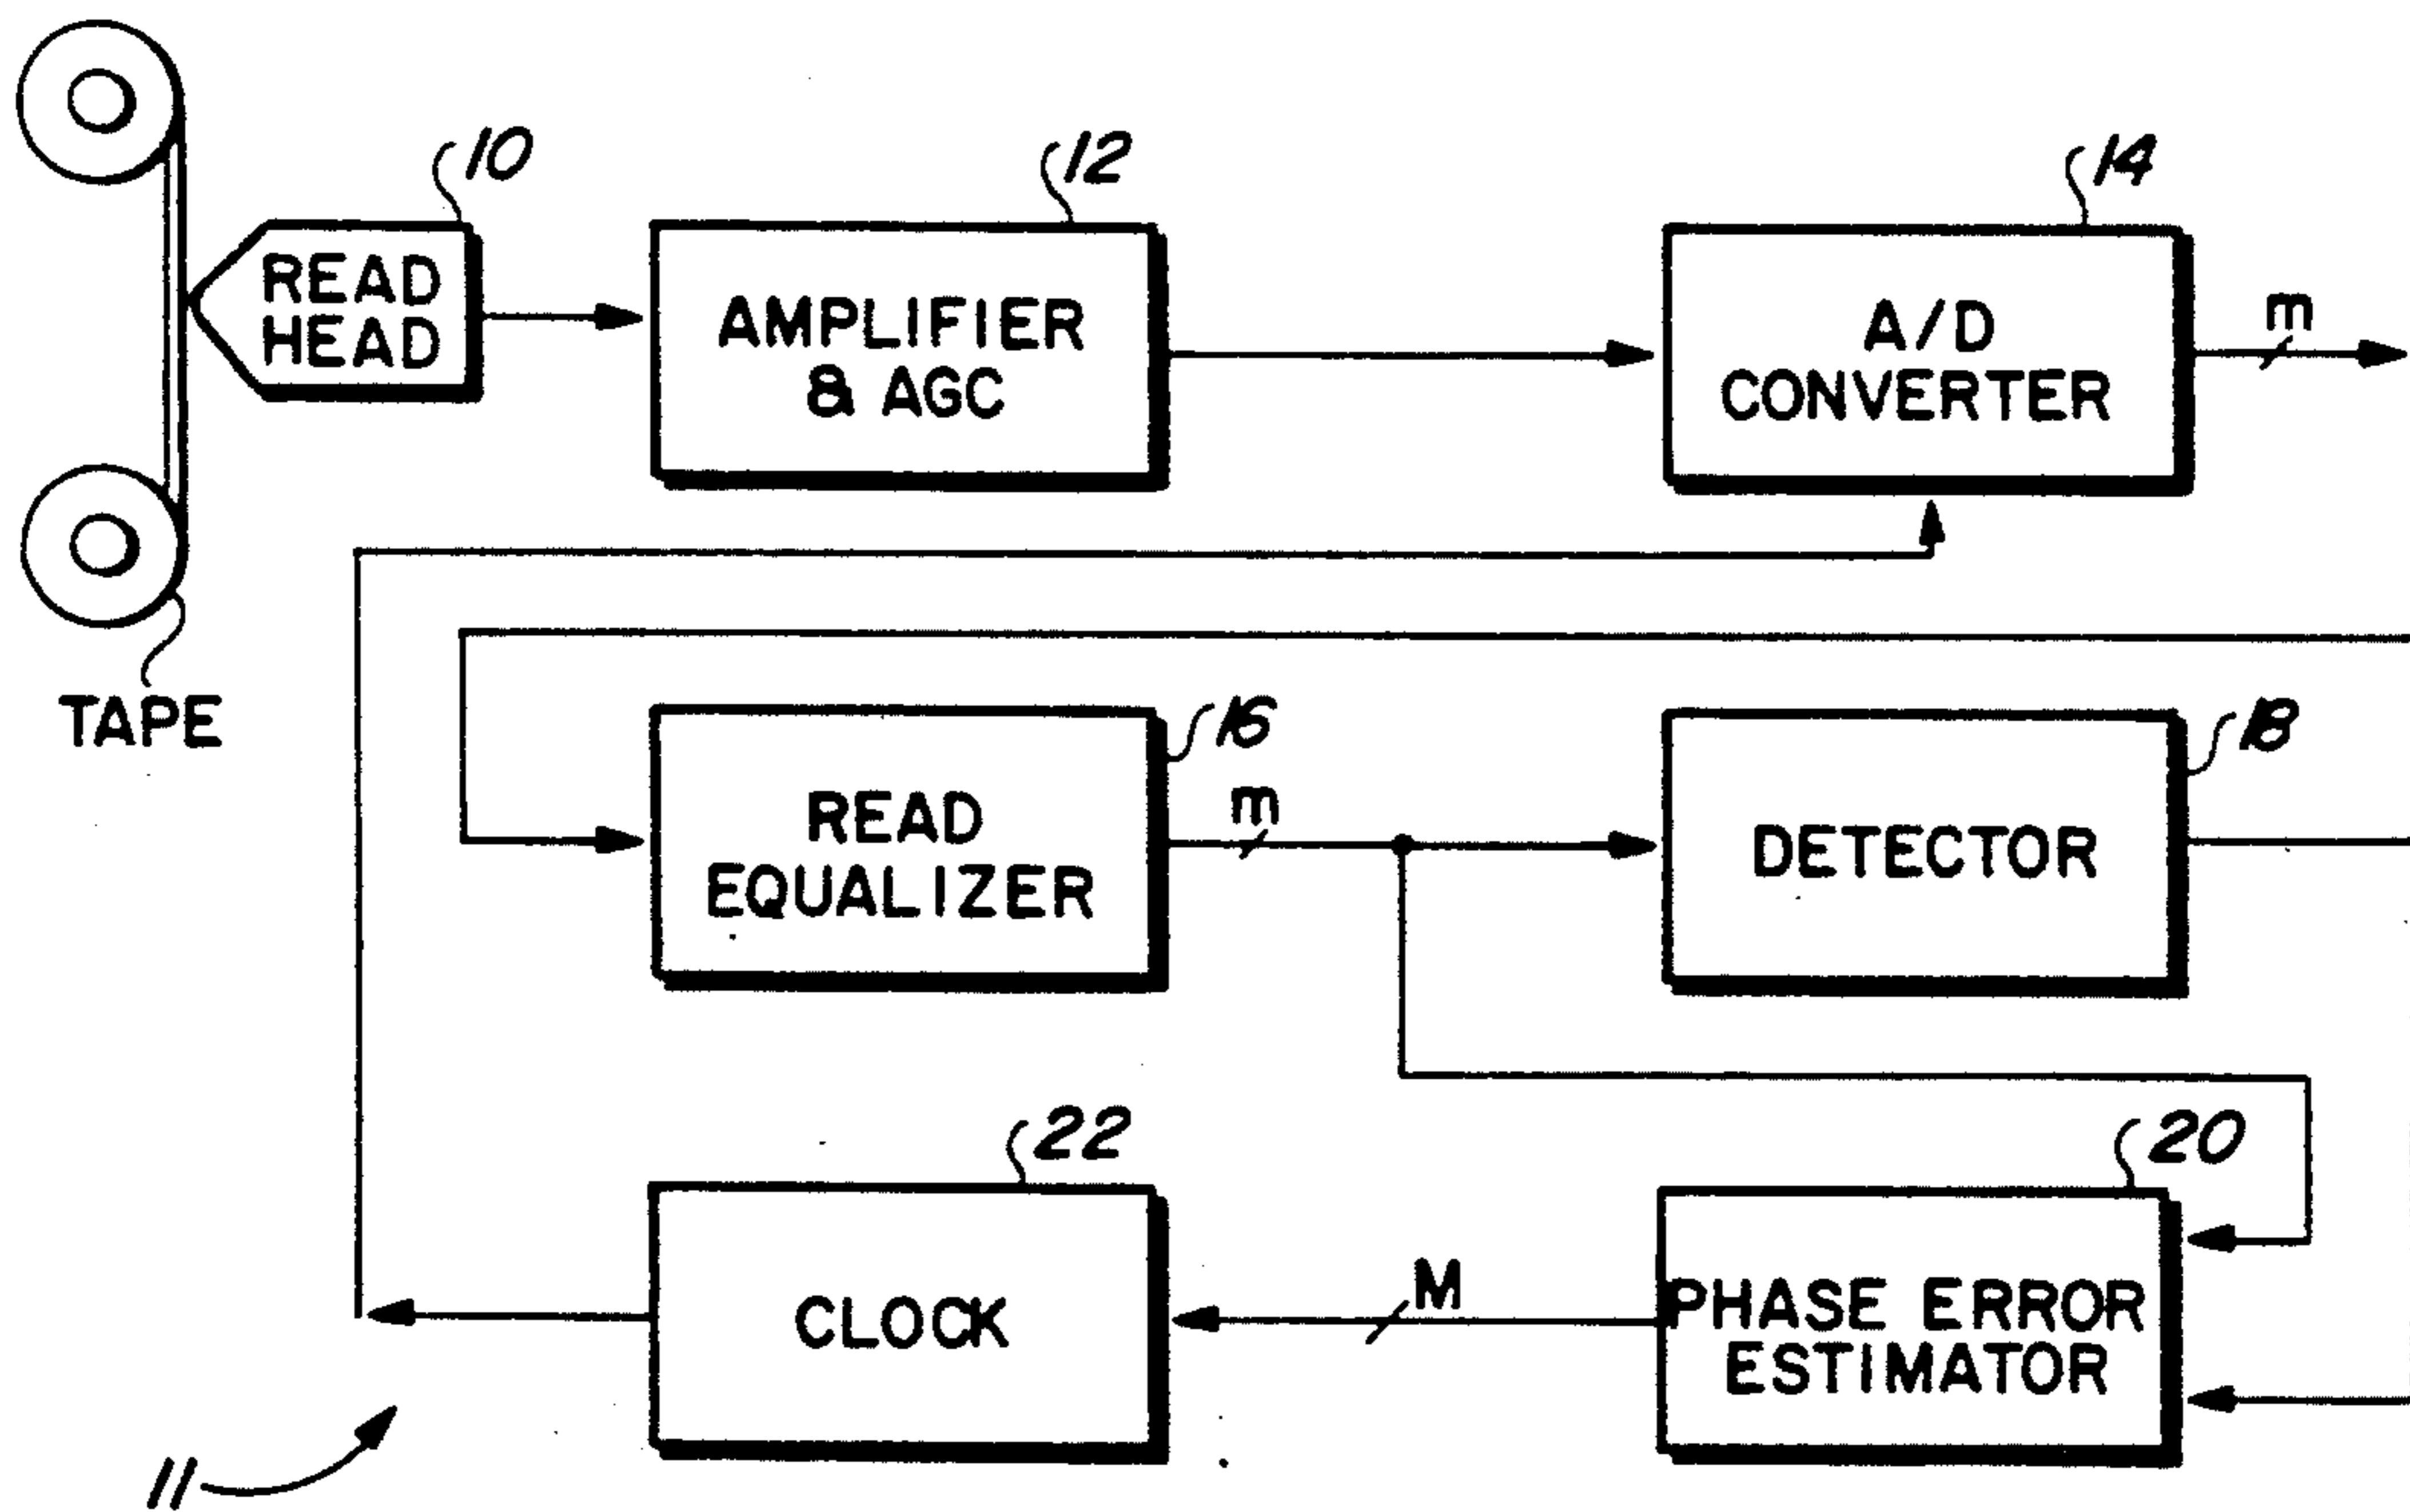 10
12
14
READ
HEAD
AMPLIFIER
& AGC
A/D
CONVERTER
m
TAPE
16
18
READ
EQUALIZER
m
DETECTOR
22
20
CLOCK
M
PHASE ERROR
ESTIMATOR
11